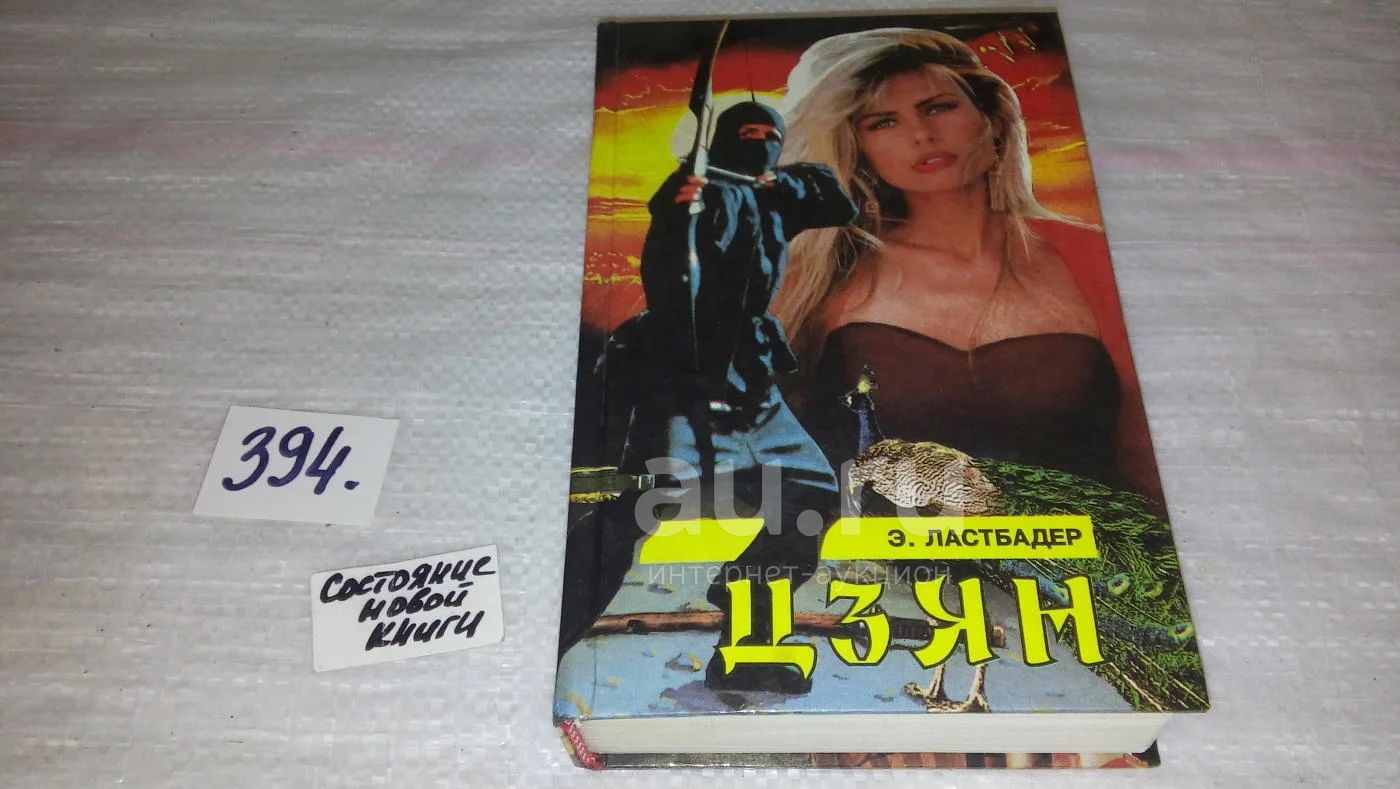 394.
Состояние
новой
книги
Э. ЛАСТБАДЕР
ЦЗЯН
au.ru
интернет-аукцион